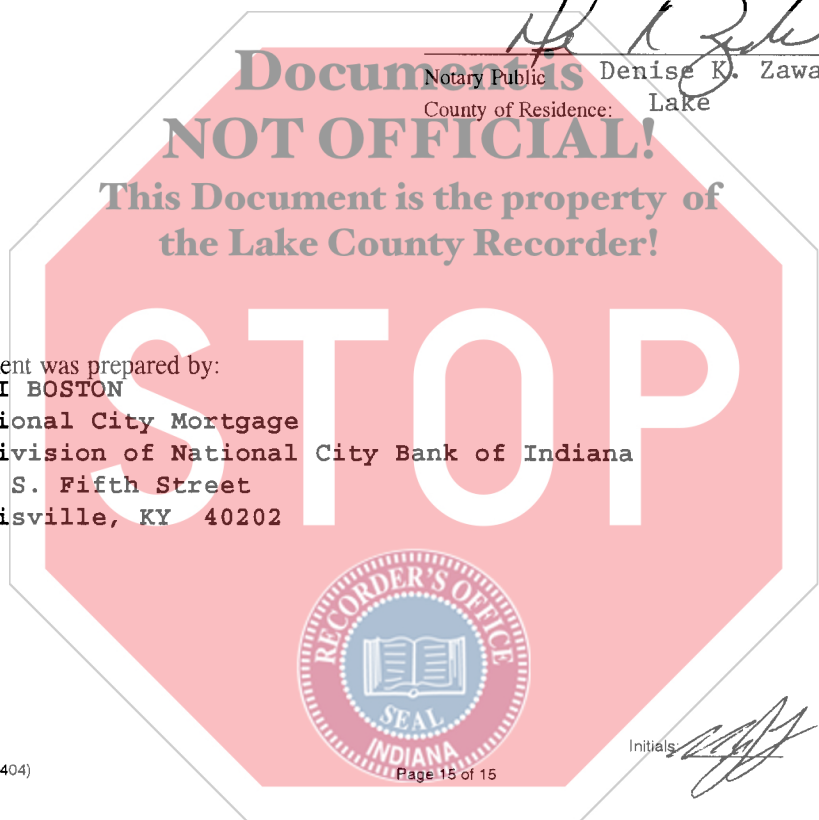 Document is
Notary Public Denise K. Zawa
County of Residence: Lake
NOT OFFICIAL!
This Document is the property of
the Lake County Recorder!
STOP
ent was prepared by:
I BOSTON
ional City Mortgage
ivision of National City Bank of Indiana
S. Fifth Street
isville, KY 40202
RECORDER'S OFFICE
SEAL
INDIANA
Initials:
404)
Page 15 of 15